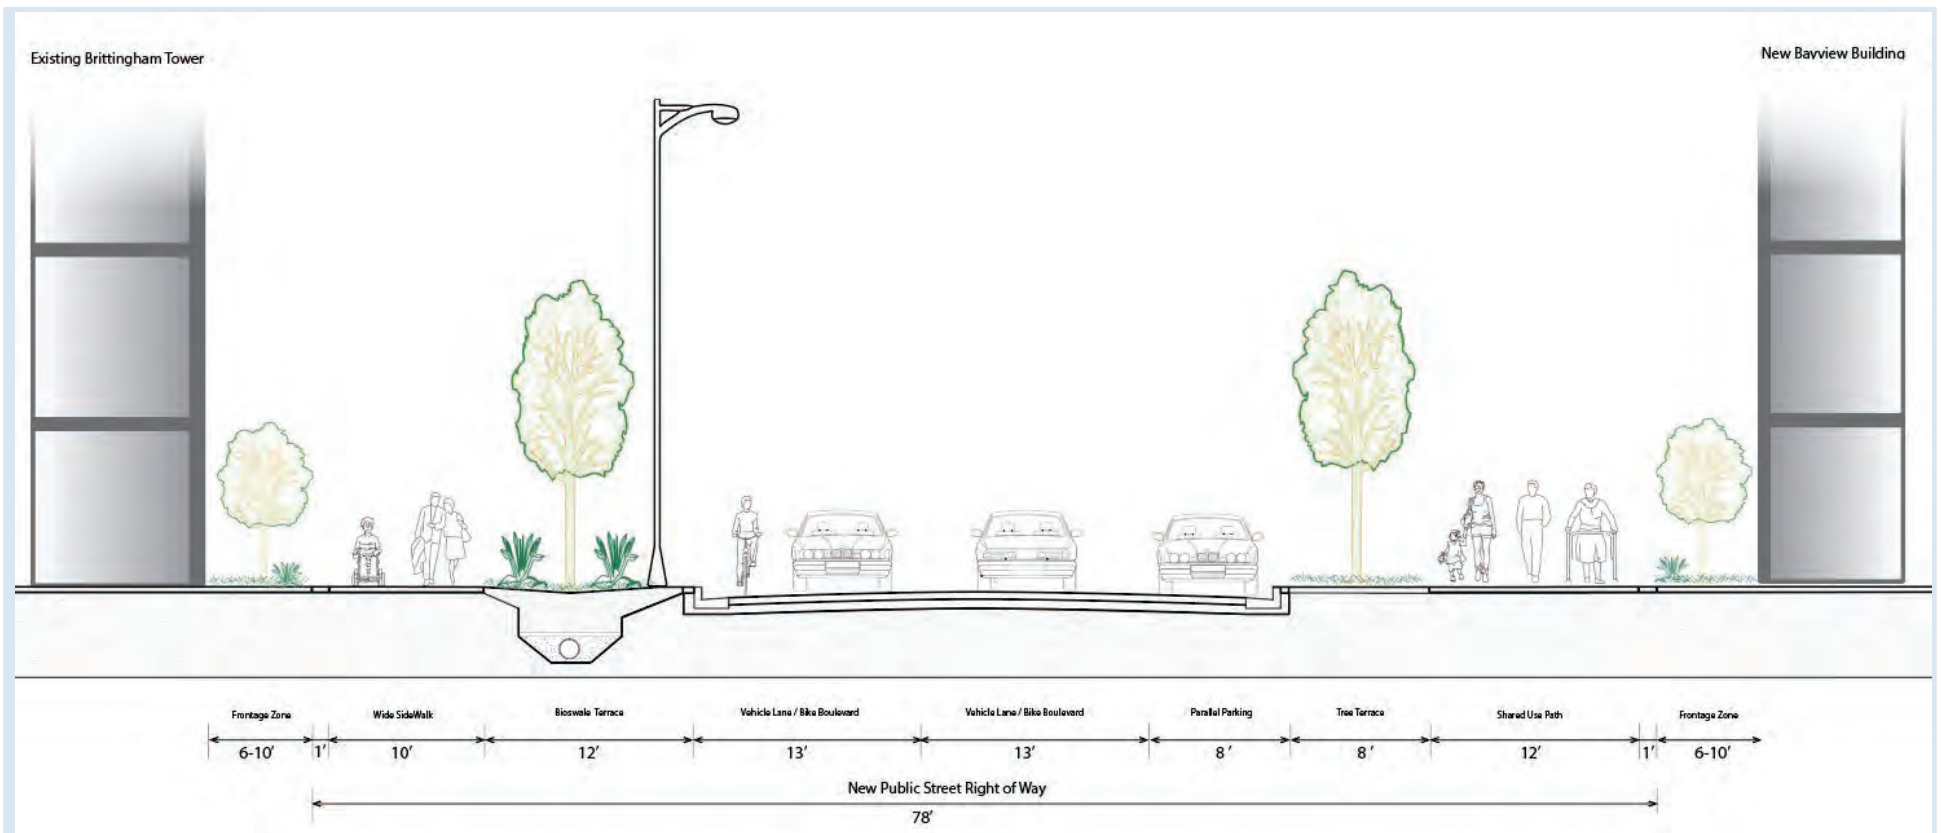 Existing Brittingham Tower
New Bayview Building
Frontage Zone
Wide SideWalk
Bioswale Terrace
Vehicle Lane / Bike Boulevard
Vehicle Lane / Bike Boulevard
Parallel Parking
Tree Terrace
Shared Use Path
Frontage Zone
6-10'
1'
10'
12'
13'
13'
8 '
8 '
12'
1'
6-10'
New Public Street Right of Way
78'